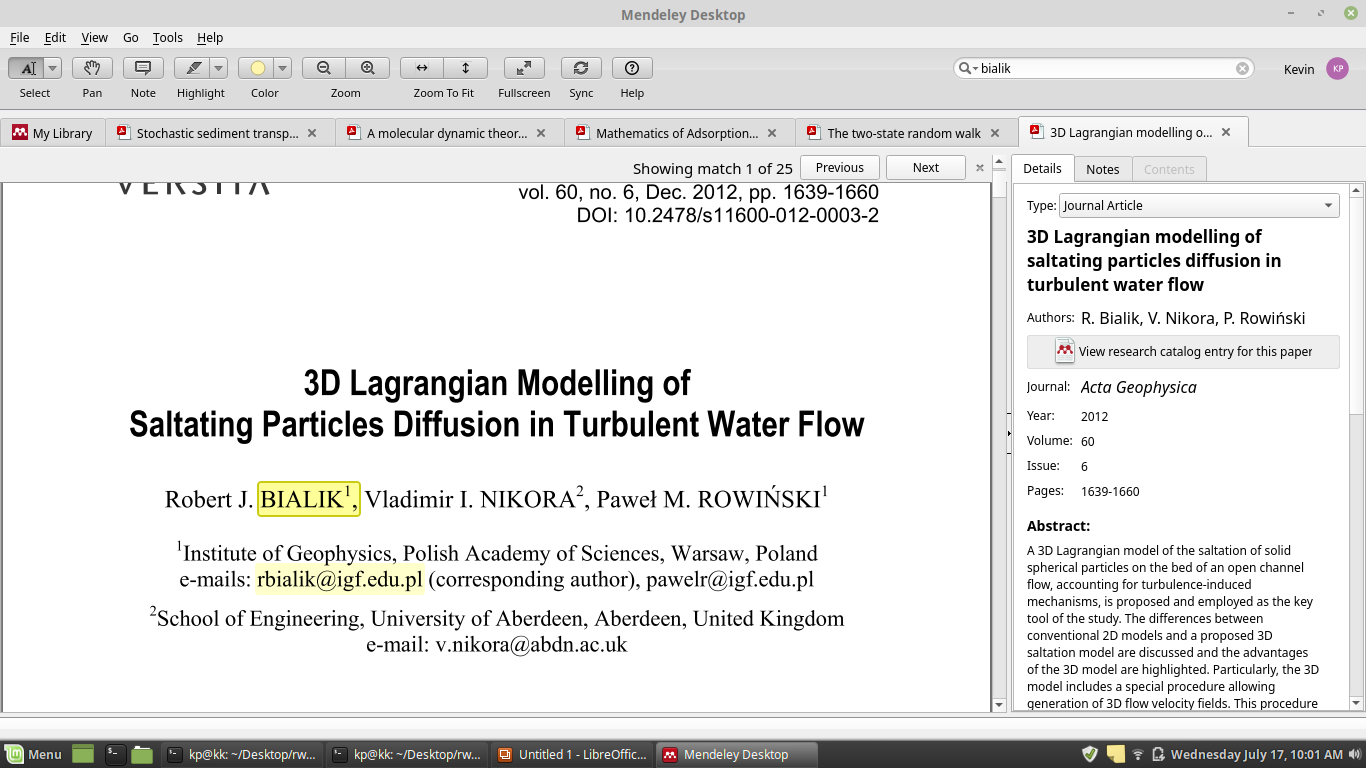 Mendeley Desktop
File Edit View Go Tools Help
Select Pan Note Highlight Color Zoom Zoom To Fit Fullscreen Sync Help
bialik
Kevin KP
My Library Stochastic sediment transp... A molecular dynamic theor... Mathematics of Adsorption... The two-state random walk 3D Lagrangian modelling o...
Showing match 1 of 25 Previous Next
VERSITA
vol. 60, no. 6, Dec. 2012, pp. 1639-1660
DOI: 10.2478/s11600-012-0003-2
3D Lagrangian Modelling of
Saltating Particles Diffusion in Turbulent Water Flow
Robert J. BIALIK1, Vladimir I. NIKORA2, Paweł M. ROWIŃSKI1
1Institute of Geophysics, Polish Academy of Sciences, Warsaw, Poland
e-mails: rbialik@igf.edu.pl (corresponding author), pawelr@igf.edu.pl
2School of Engineering, University of Aberdeen, Aberdeen, United Kingdom
e-mail: v.nikora@abdn.ac.uk
Details Notes Contents
Type: Journal Article
3D Lagrangian modelling of
saltating particles diffusion in
turbulent water flow
Authors: R. Bialik, V. Nikora, P. Rowiński
View research catalog entry for this paper
Journal: Acta Geophysica
Year: 2012
Volume: 60
Issue: 6
Pages: 1639-1660
Abstract:
A 3D Lagrangian model of the saltation of solid
spherical particles on the bed of an open channel
flow, accounting for turbulence-induced
mechanisms, is proposed and employed as the key
tool of the study. The differences between
conventional 2D models and a proposed 3D
saltation model are discussed and the advantages
of the 3D model are highlighted. Particularly, the 3D
model includes a special procedure allowing
generation of 3D flow velocity fields. This procedure
Menu kp@kk: ~/Desktop/rw... kp@kk: ~/Desktop/rw... Untitled 1 - LibreOffic... Mendeley Desktop Wednesday July 17, 10:01 AM